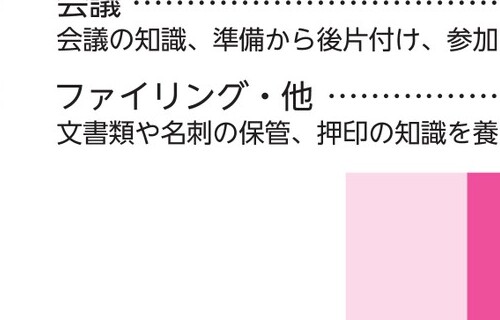 会議 ………………………
会議の知識、準備から後片付け、参加
ファイリング・他 ………………
文書類や名刺の保管、押印の知識を養